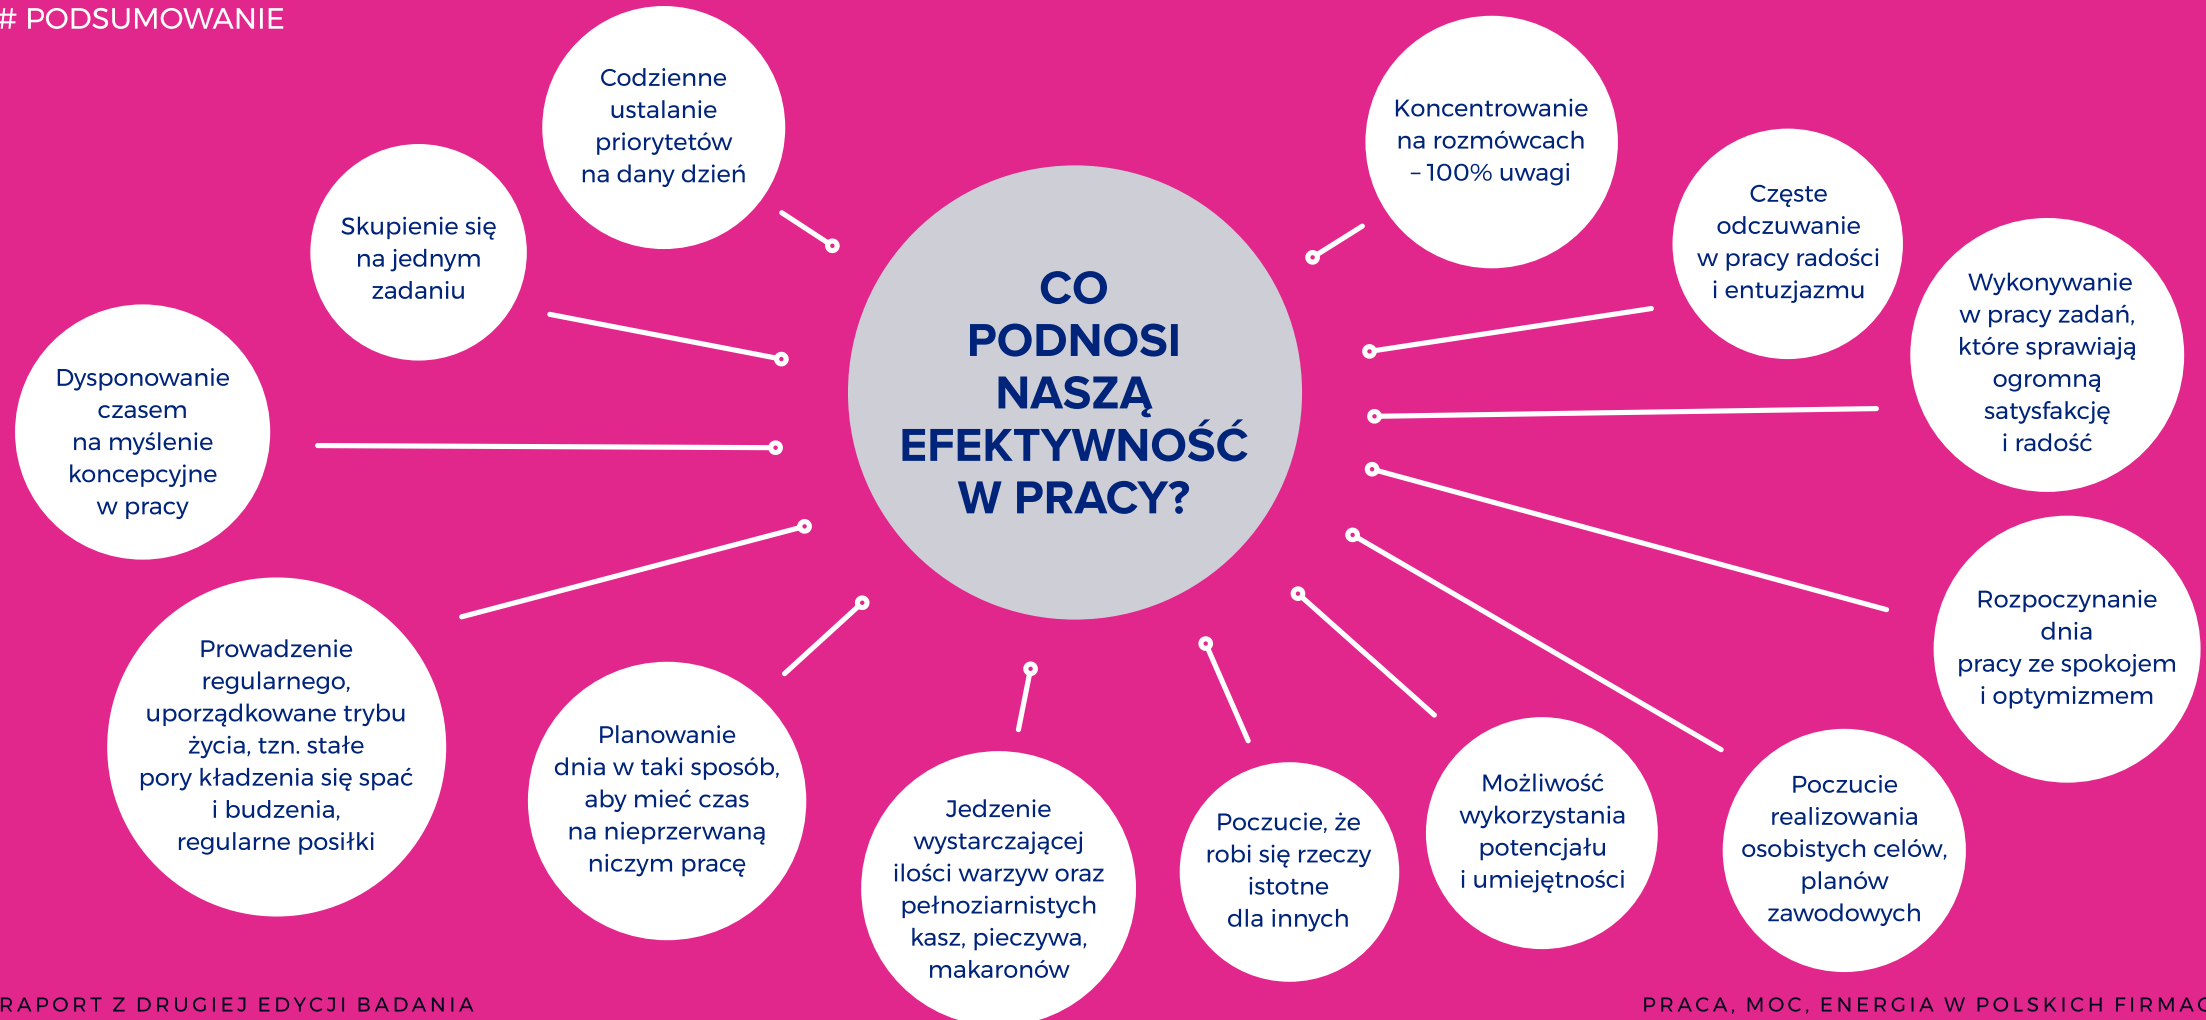 # PODSUMOWANIE
Codzienne
ustalanie
priorytetów
na dany dzień
Koncentrowanie
na rozmówcach
– 100% uwagi
Skupienie się
na jednym
zadaniu
Częste
odczuwanie
w pracy radości
i entuzjazmu
CO
PODNOSI
NASZĄ
EFEKTYWNOŚĆ
W PRACY?
Wykonywanie
w pracy zadań,
które sprawiają
ogromną
satysfakcję
i radość
Dysponowanie
czasem
na myślenie
koncepcyjne
w pracy
Rozpoczynanie
dnia
pracy ze spokojem
i optymizmem
Prowadzenie
regularnego,
uporządkowane trybu
życia, tzn. stałe
pory kładzenia się spać
i budzenia,
regularne posiłki
Planowanie
dnia w taki sposób,
aby mieć czas
na nieprzerwaną
niczym pracę
Jedzenie
wystarczającej
ilości warzyw oraz
pełnoziarnistych
kasz, pieczywa,
makaronów
Poczucie, że
robi się rzeczy
istotne
dla innych
Możliwość
wykorzystania
potencjału
i umiejętności
Poczucie
realizowania
osobistych celów,
planów
zawodowych
RAPORT Z DRUGIEJ EDYCJI BADANIA
PRACA, MOC, ENERGIA W POLSKICH FIRMAC